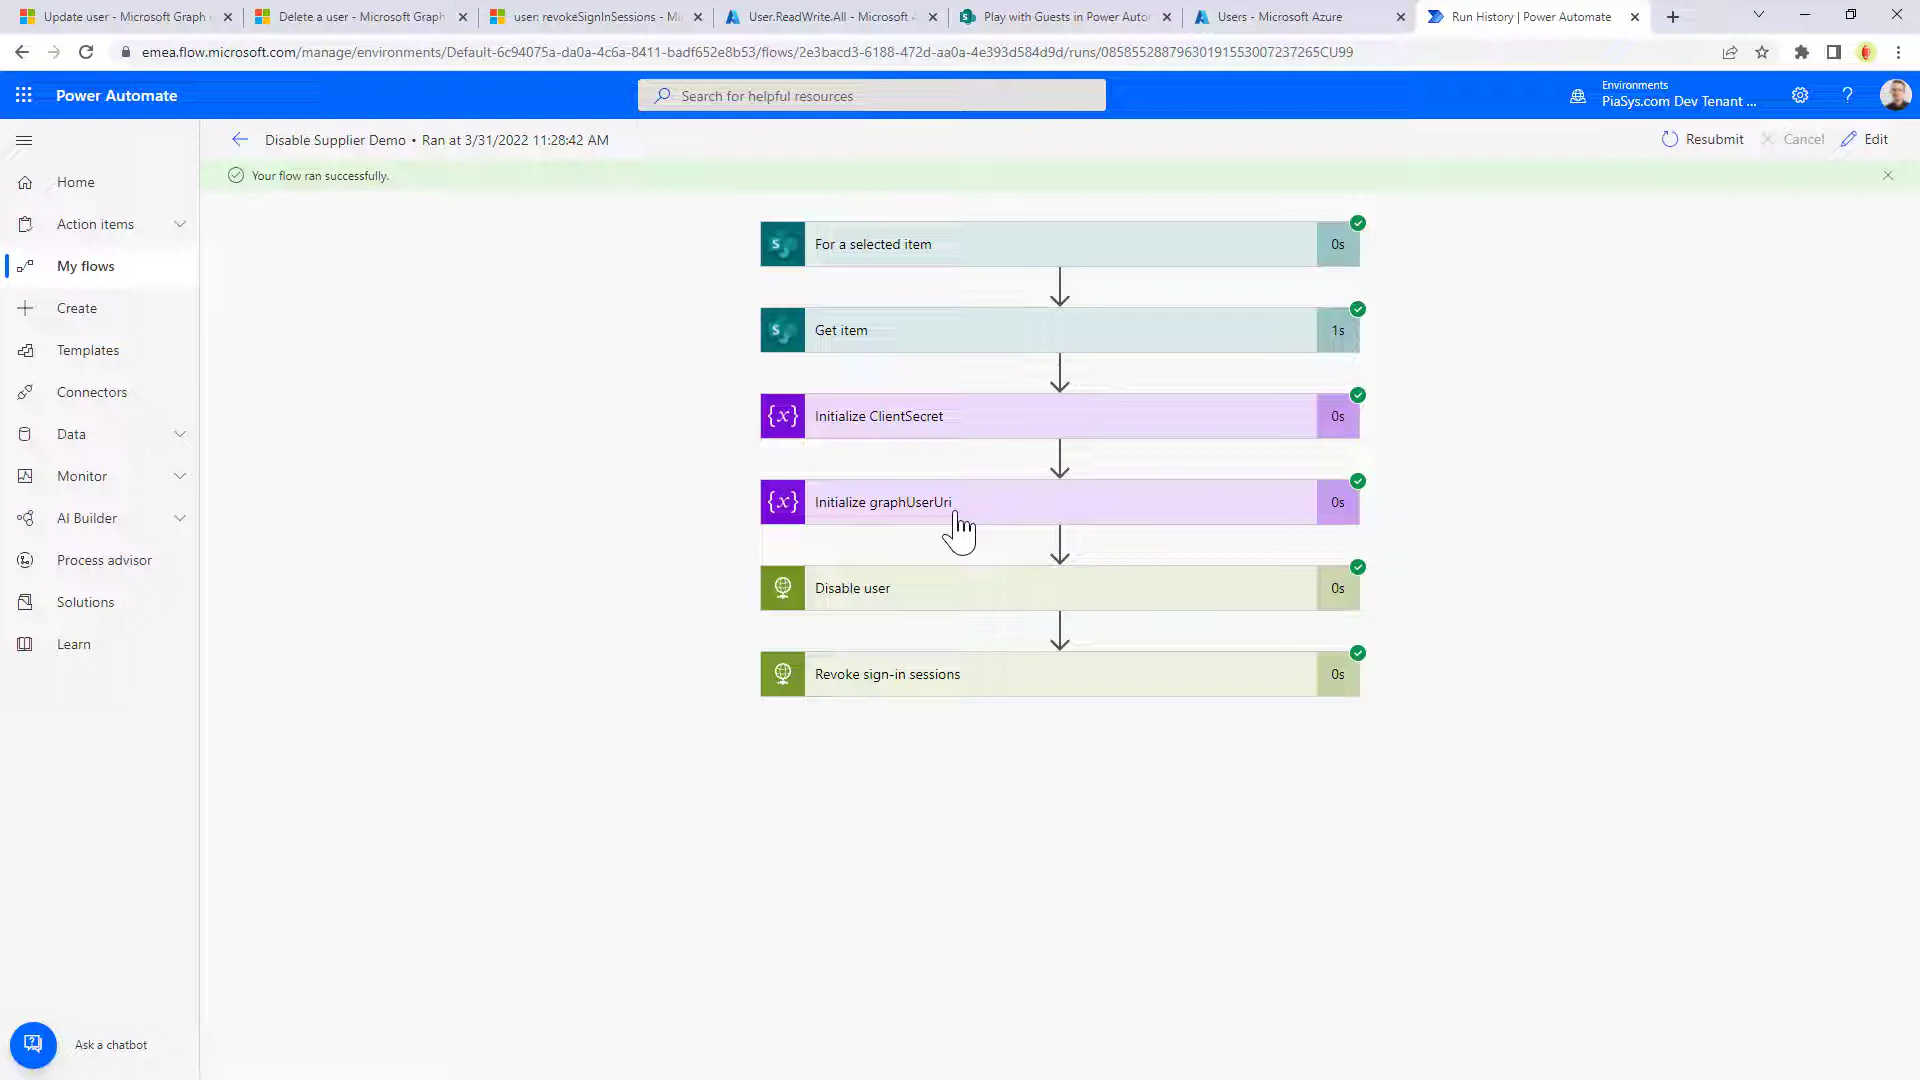 Update user - Microsoft Graph
Delete a user - Microsoft Graph
user: revokeSignInSessions - Mi
User.ReadWrite.All - Microsoft
Play with Guests in Power Autor
Users - Microsoft Azure
Run History | Power Automate
emea.flow.microsoft.com/manage/environments/Default-6c94075a-da0a-4c6a-8411-badf652e8b53/flows/2e3bacd3-6188-472d-aa0a-4e393d584d9d/runs/08585528879630191553007237265CU99
Power Automate
Search for helpful resources
Environments
PiaSys.com Dev Tenant ...
?
Disable Supplier Demo • Ran at 3/31/2022 11:28:42 AM
Resubmit
Cancel
Edit
Your flow ran successfully.
Home
Action items
My flows
Create
Templates
Connectors
Data
Monitor
AI Builder
Process advisor
Solutions
Learn
Ask a chatbot
For a selected item
0s
Get item
1s
{x} Initialize ClientSecret
0s
{x} Initialize graphUserUri
0s
Disable user
0s
Revoke sign-in sessions
0s